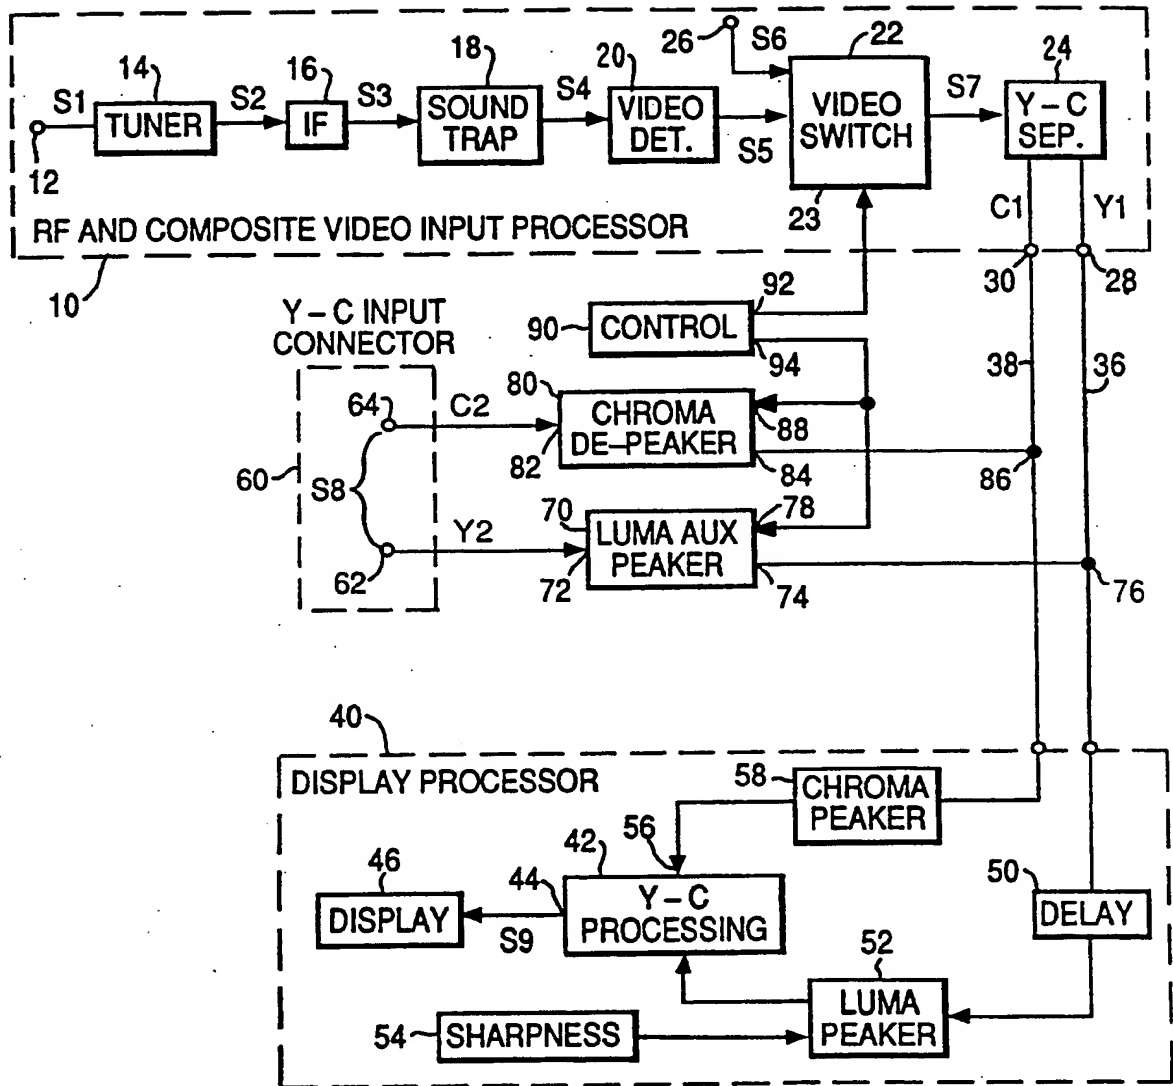 26
S6
22
14
16
18
20
24
S1
S2
S3
S4
S7
TUNER
IF
SOUND
TRAP
VIDEO
DET.
S5
VIDEO
SWITCH
Y – C
SEP.
12
23
C1
Y1
RF AND COMPOSITE VIDEO INPUT PROCESSOR
10
30
28
Y – C INPUT
CONNECTOR
90
CONTROL
92
94
38
36
60
64
S8
62
C2
80
CHROMA
DE–PEAKER
82
88
84
86
Y2
70
LUMA AUX
PEAKER
72
78
74
76
40
DISPLAY PROCESSOR
58
CHROMA
PEAKER
56
42
44
Y – C
PROCESSING
46
DISPLAY
S9
50
DELAY
52
LUMA
PEAKER
54
SHARPNESS